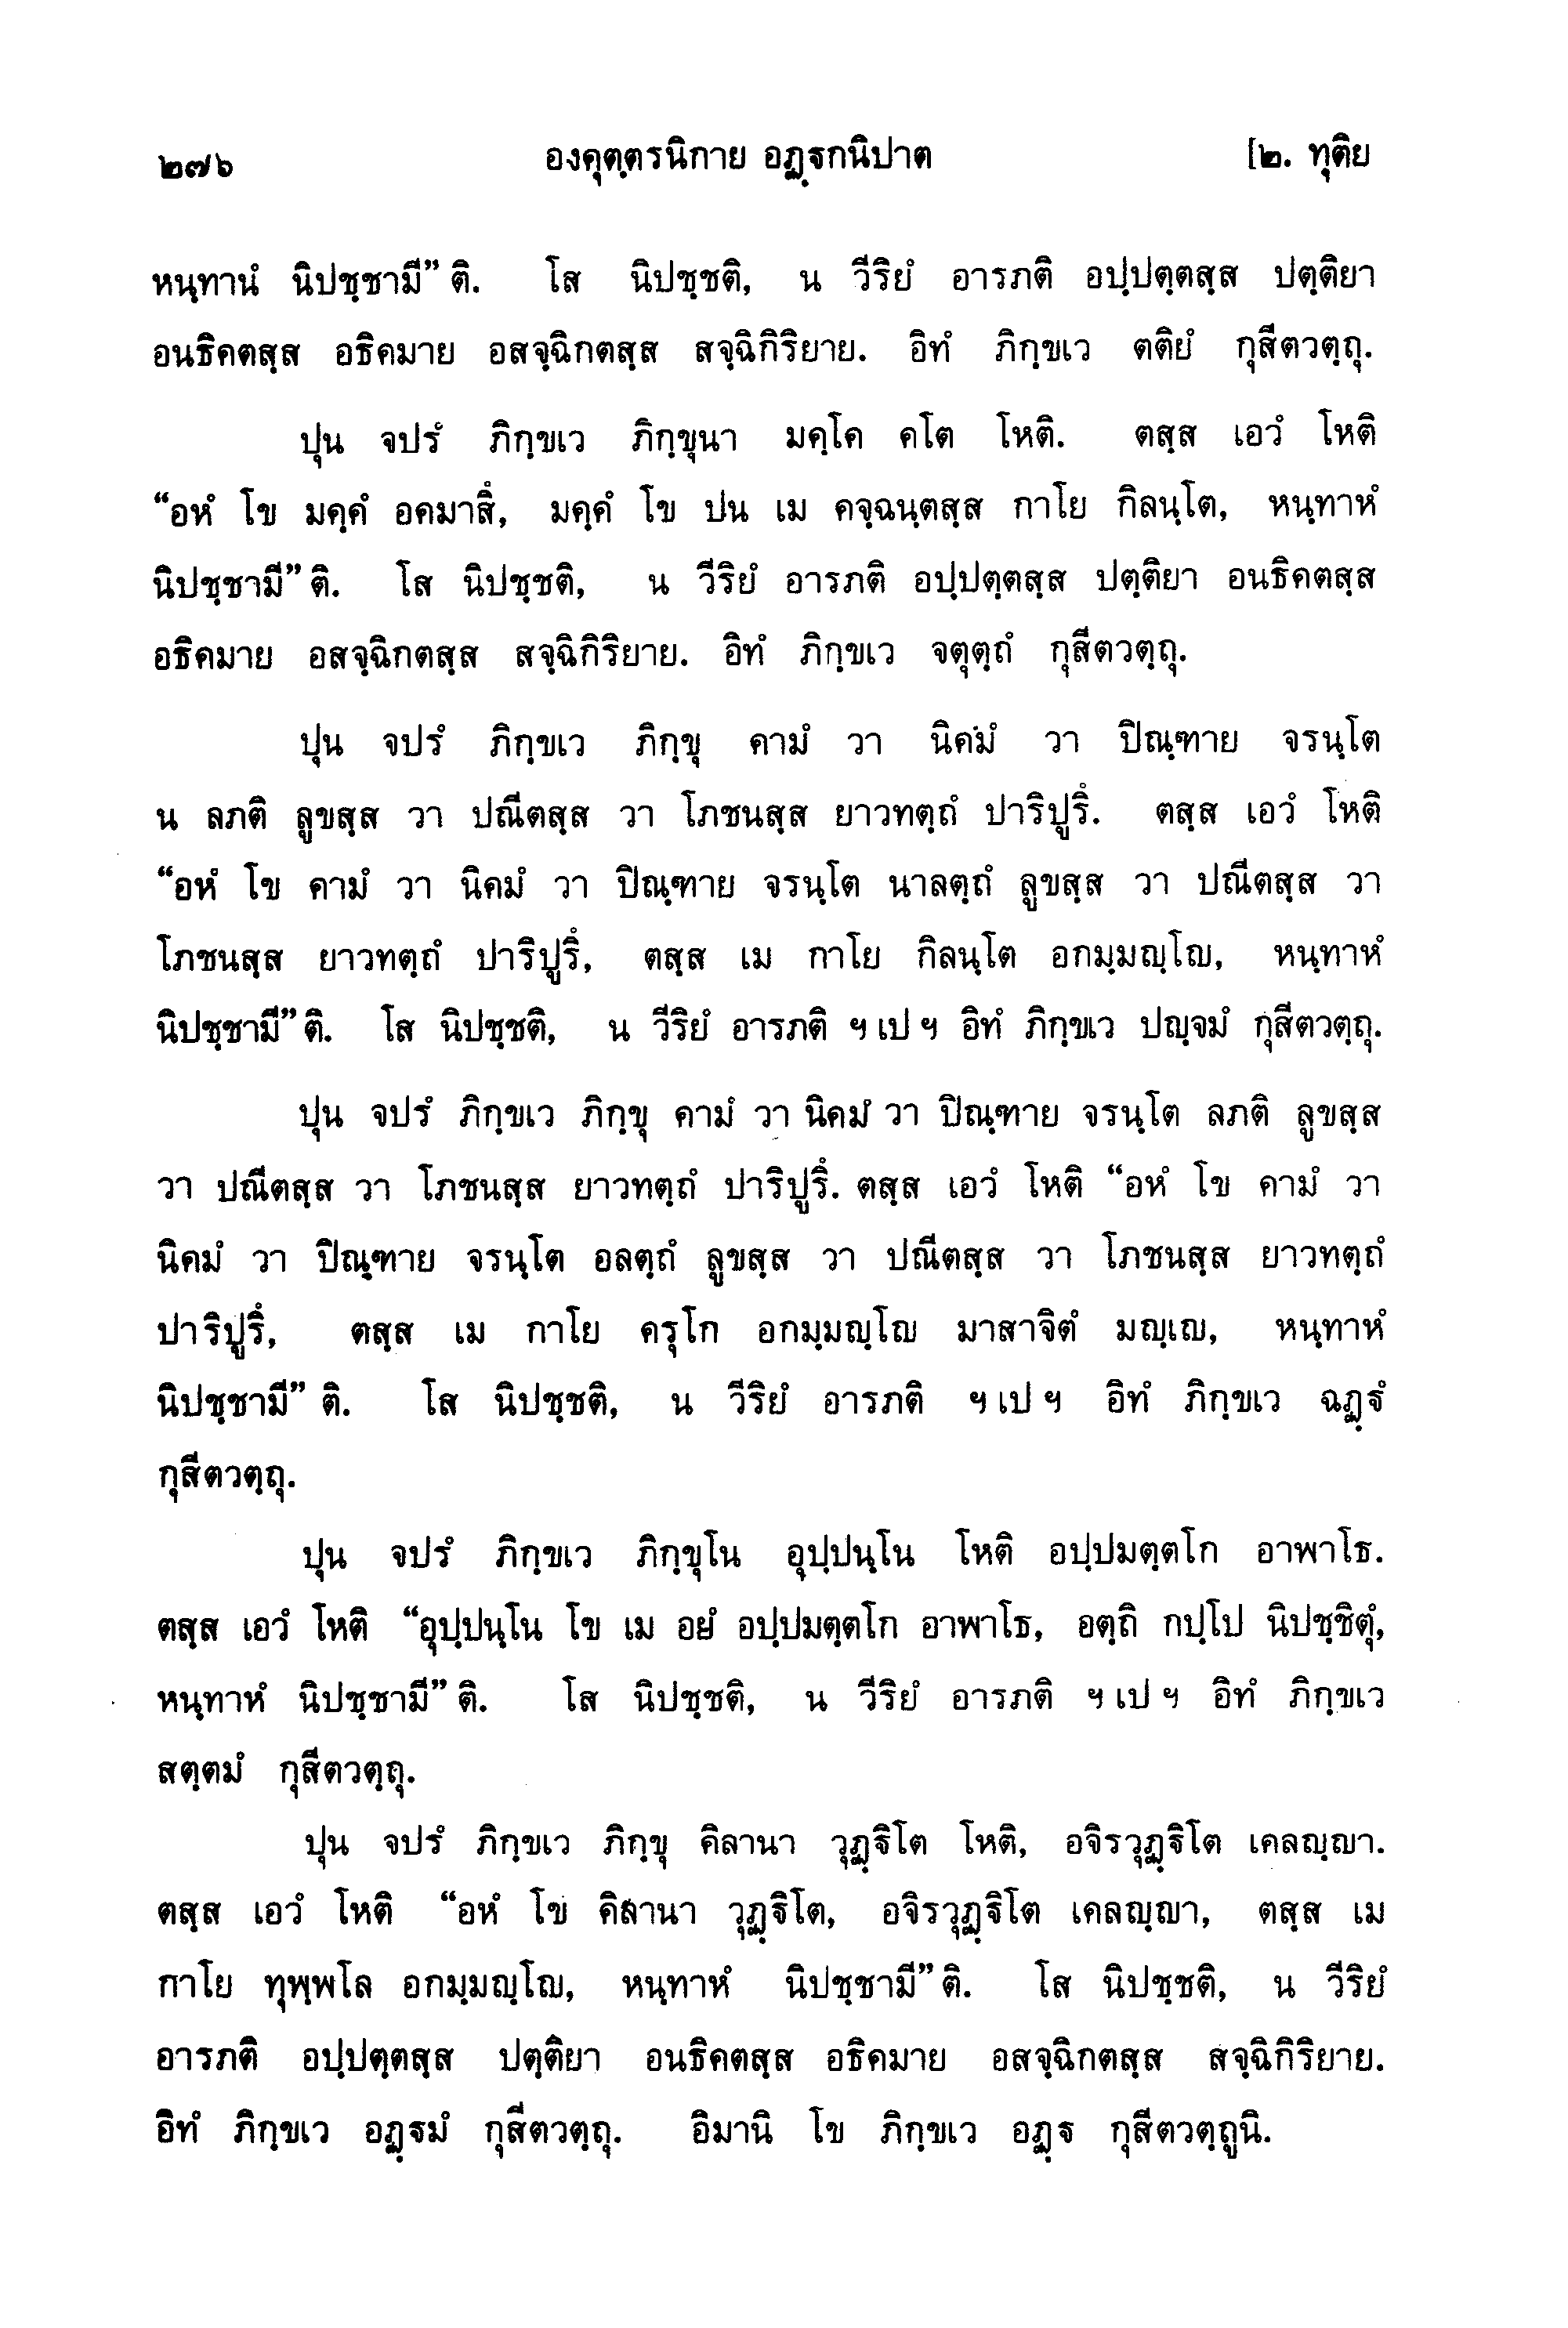 ๒๗๖ องฺคุตฺตรนิกาย อฏฺฐกนิปาต [๒. ทุติย
หนฺทานํ นิปชฺชามี” ติ. โส นิปชฺชติ, น วีริยํ อารภติ อปฺปตฺตสฺส ปตฺติยา
อนธิคตสฺส อธิคมาย อสจฺฉิกตสฺส สจฺฉิกิริยาย. อิทํ ภิกฺขเว ตติยํ กุสีตวตฺถุ.
ปุน จปรํ ภิกฺขเว ภิกฺขุนา มคฺโค คโต โหติ. ตสฺส เอวํ โหติ
“อหํ โข มคฺคํ อคมาสิํ, มคฺคํ โข ปน เม คจฺฉนฺตสฺส กาโย กิลนฺโต, หนฺทาหํ
นิปชฺชามี” ติ. โส นิปชฺชติ, น วีริยํ อารภติ อปฺปตฺตสฺส ปตฺติยา อนธิคตสฺส
อธิคมาย อสจฺฉิกตสฺส สจฺฉิกิริยาย. อิทํ ภิกฺขเว จตุตฺถํ กุสีตวตฺถุ.
ปุน จปรํ ภิกฺขเว ภิกฺขุ คามํ วา นิคมํ วา ปิณฺฑาย จรนฺโต
น ลภติ ลูขสฺส วา ปณีตสฺส วา โภชนสฺส ยาวทตฺถํ ปาริปูริํ. ตสฺส เอวํ โหติ
“อหํ โข คามํ วา นิคมํ วา ปิณฺฑาย จรนฺโต นาลตฺถํ ลูขสฺส วา ปณีตสฺส วา
โภชนสฺส ยาวทตฺถํ ปาริปูริํ, ตสฺส เม กาโย กิลนฺโต อกมฺมญฺโญ, หนฺทาหํ
นิปชฺชามี” ติ. โส นิปชฺชติ, น วีริยํ อารภติ ฯ เป ฯ อิทํ ภิกฺขเว ปญฺจมํ กุสีตวตฺถุ.
ปุน จปรํ ภิกฺขเว ภิกฺขุ คามํ วา นิคมํ วา ปิณฺฑาย จรนฺโต ลภติ ลูขสฺส
วา ปณีตสฺส วา โภชนสฺส ยาวทตฺถํ ปาริปูริํ. ตสฺส เอวํ โหติ “อหํ โข คามํ วา
นิคมํ วา ปิณฺฑาย จรนฺโต อลตฺถํ ลูขสฺส วา ปณีตสฺส วา โภชนสฺส ยาวทตฺถํ
ปาริปูริํ, ตสฺส เม กาโย ครุโก อกมฺมญฺโญ มาสาจิตํ มญฺเญ, หนฺทาหํ
นิปชฺชามี” ติ. โส นิปชฺชติ, น วีริยํ อารภติ ฯ เป ฯ อิทํ ภิกฺขเว ฉฏฺฐํ
กุสีตวตฺถุ.
ปุน จปรํ ภิกฺขเว ภิกฺขุโน อุปฺปนฺโน โหติ อปฺปมตฺตโก อาพาโธ.
ตสฺส เอวํ โหติ “อุปฺปนฺโน โข เม อยํ อปฺปมตฺตโก อาพาโธ, อตฺถิ กปฺโป นิปชฺชิตุํ,
หนฺทาหํ นิปชฺชามี” ติ. โส นิปชฺชติ, น วีริยํ อารภติ ฯ เป ฯ อิทํ ภิกฺขเว
สตฺตมํ กุสีตวตฺถุ.
ปุน จปรํ ภิกฺขเว ภิกฺขุ คิลานา วุฏฺฐิโต โหติ, อจิรวุฏฺฐิโต เคลญฺญา.
ตสฺส เอวํ โหติ “อหํ โข คิลานา วุฏฺฐิโต, อจิรวุฏฺฐิโต เคลญฺญา, ตสฺส เม
กาโย ทุพฺพโล อกมฺมญฺโญ, หนฺทาหํ นิปชฺชามี” ติ. โส นิปชฺชติ, น วีริยํ
อารภติ อปฺปตฺตสฺส ปตฺติยา อนธิคตสฺส อธิคมาย อสจฺฉิกตสฺส สจฺฉิกิริยาย.
อิทํ ภิกฺขเว อฏฺฐมํ กุสีตวตฺถุ. อิมานิ โข ภิกฺขเว อฏฺฐ กุสีตวตฺถูนิ.